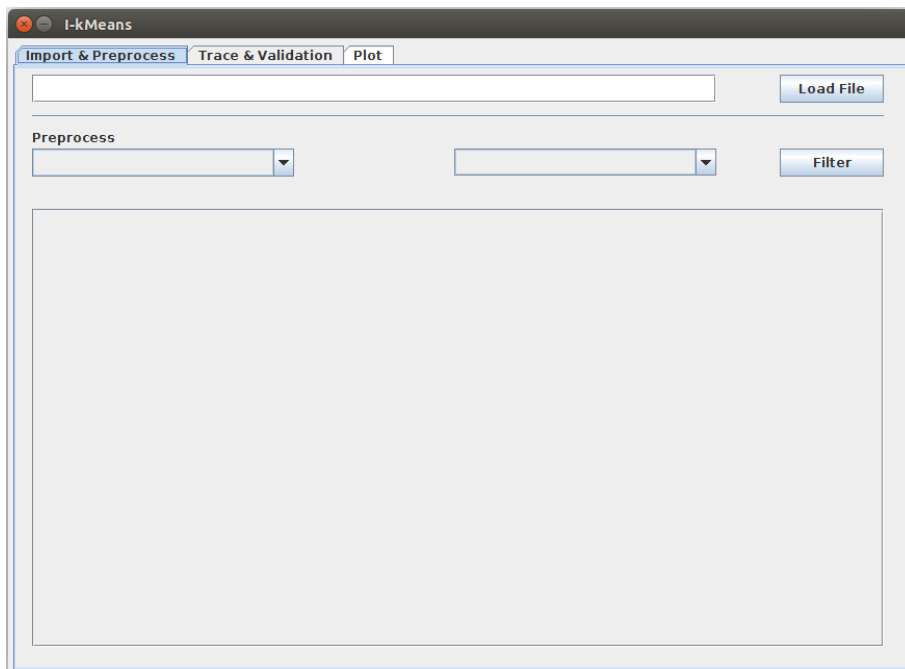 I-kMeans
Import & Preprocess Trace & Validation Plot
Load File
Preprocess
Filter